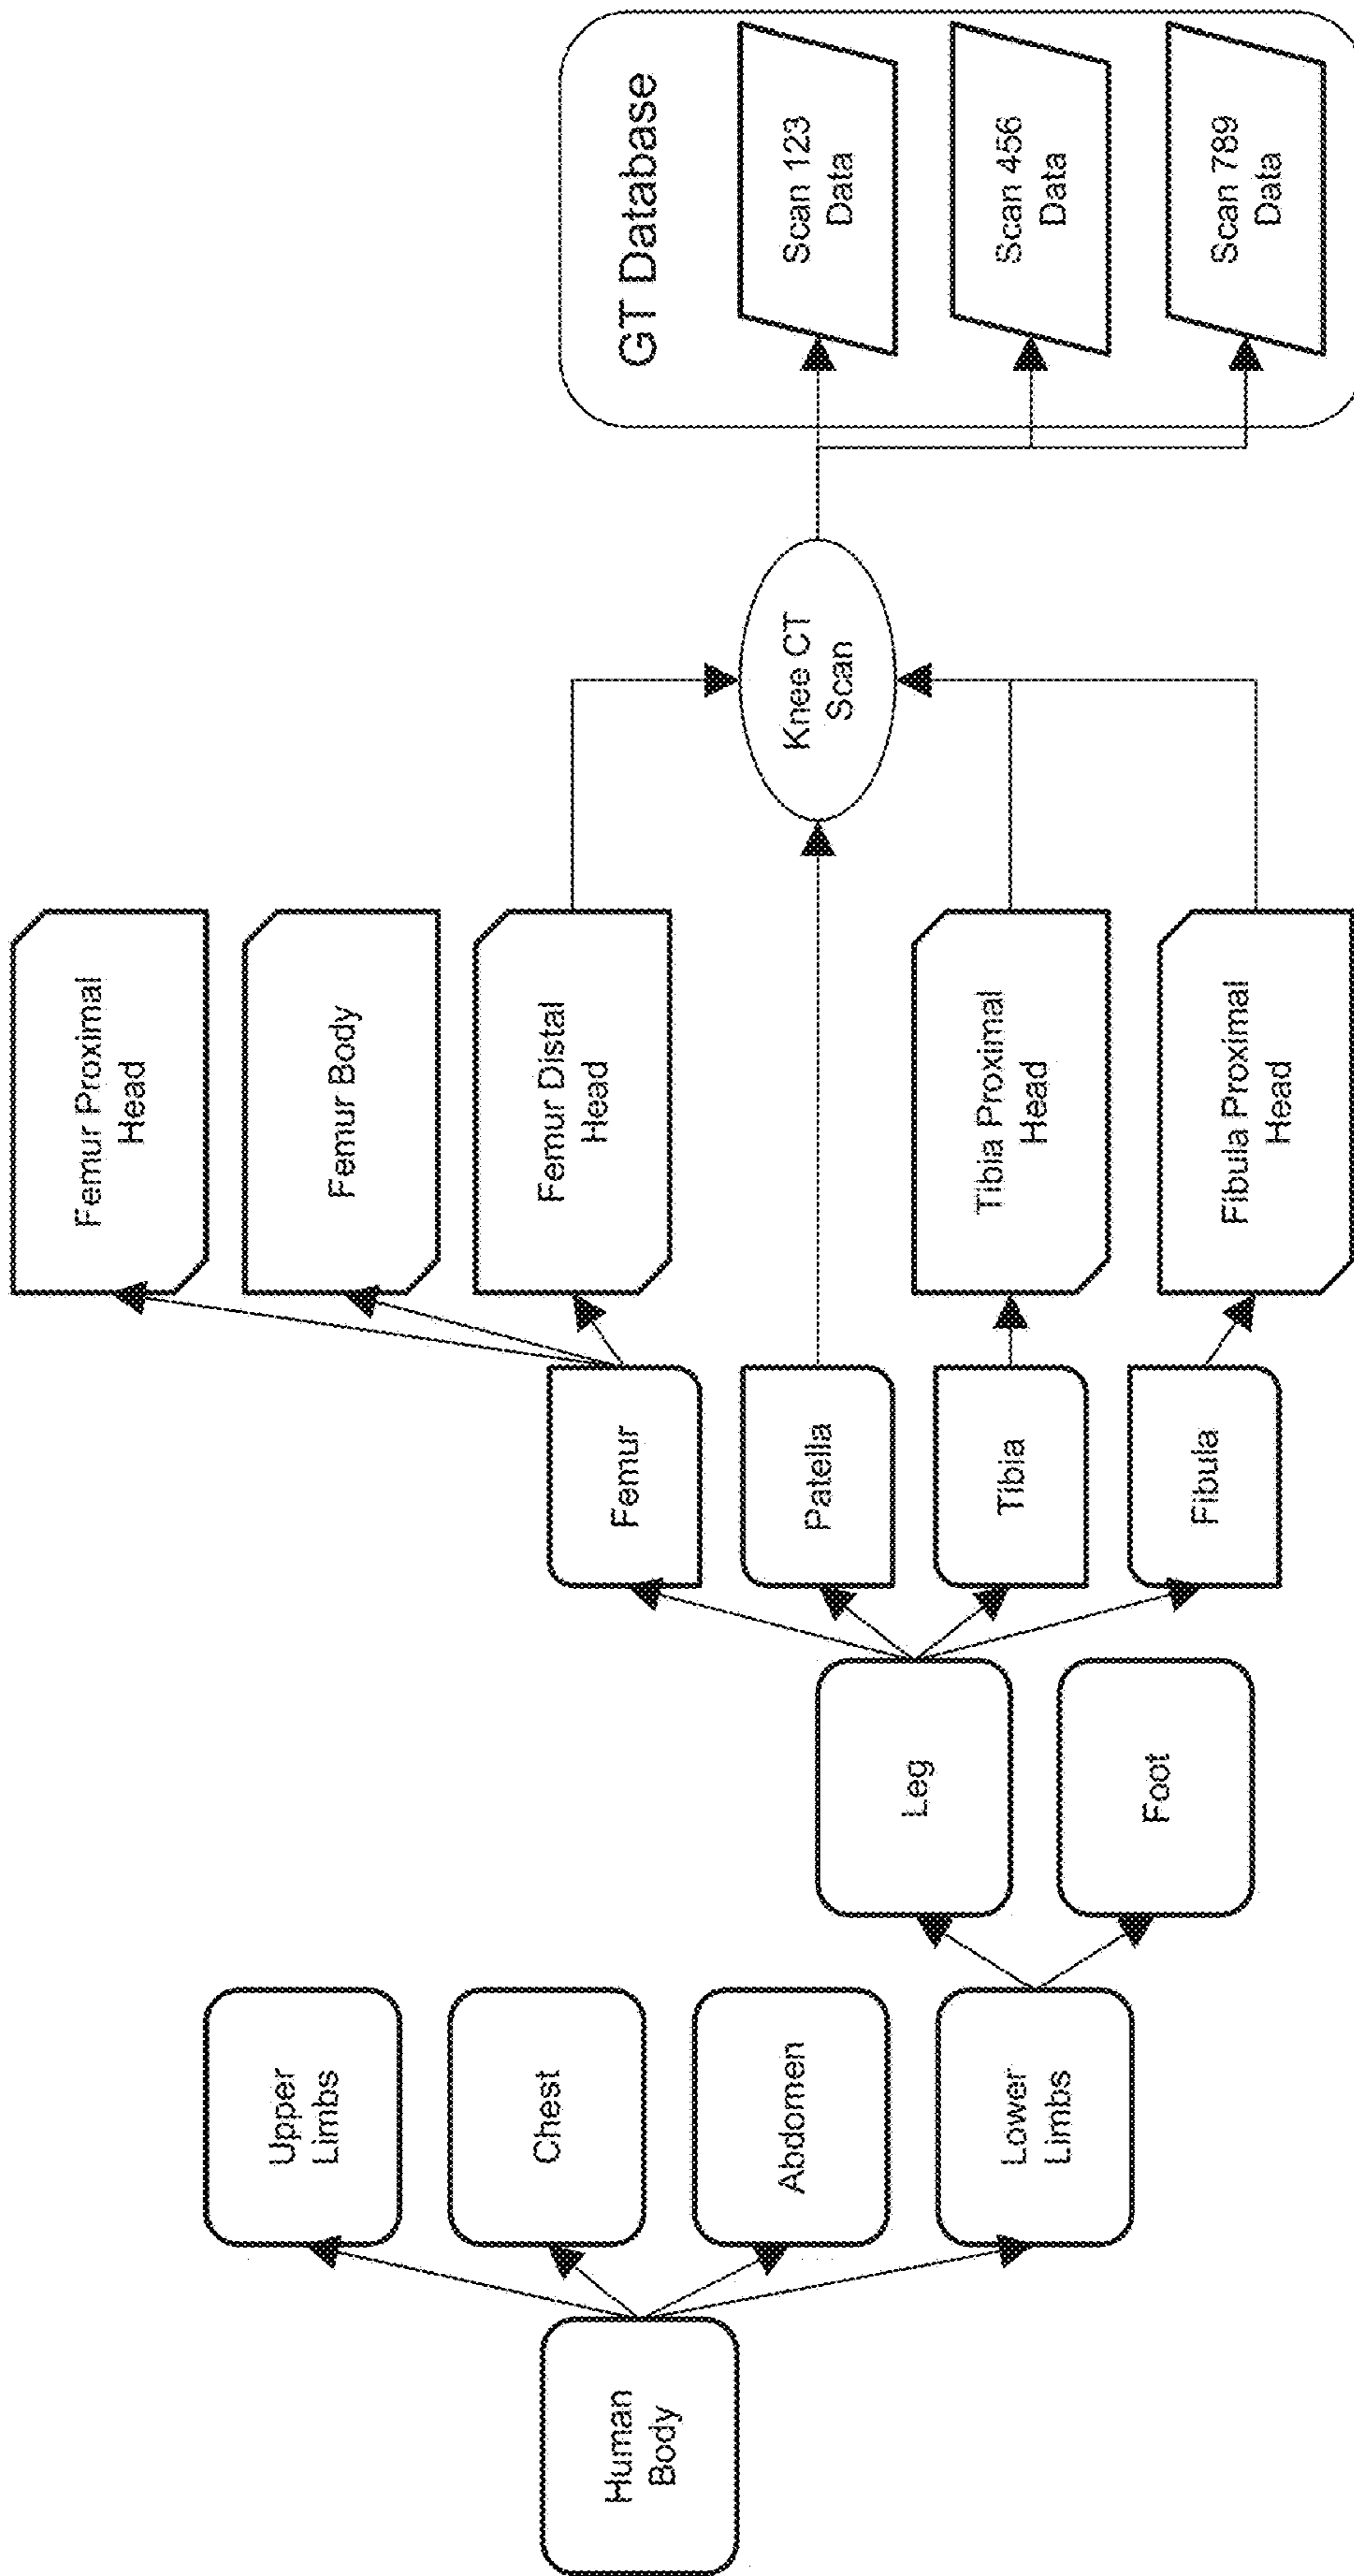 Human
Body
Upper
Limbs
Chest
Abdomen
Lower
Limbs
Leg
Foot
Femur
Patella
Tibia
Fibula
Femur Proximal
Head
Femur Body
Femur Distal
Head
Tibia Proximal
Head
Fibula Proximal
Head
Knee CT
Scan
GT Database
Scan 123
Data
Scan 456
Data
Scan 789
Data